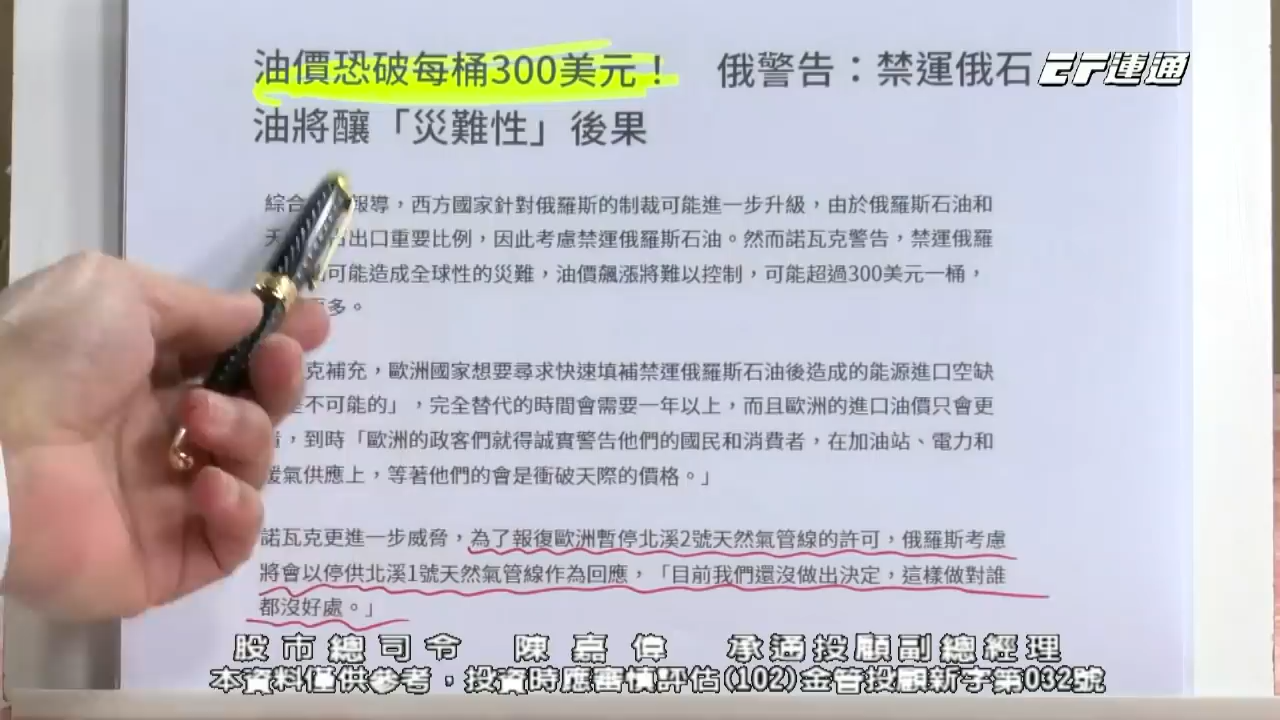 油價恐破每桶300美元！ 俄警告：禁運俄石
EF運通
油將釀「災難性」後果
綜合 報導，西方國家針對俄羅斯的制裁可能進一步升級，由於俄羅斯石油和
天 出口重要比例，因此考慮禁運俄羅斯石油。然而諾瓦克警告，禁運俄羅
可能造成全球性的災難，油價飆漲將難以控制，可能超過300美元一桶，
多。
克補充，歐洲國家想要尋求快速填補禁運俄羅斯石油後造成的能源進口空缺
不可能的」，完全替代的時間會需要一年以上，而且歐洲的進口油價只會更
，到時「歐洲的政客們就得誠實警告他們的國民和消費者，在加油站、電力和
暖氣供應上，等著他們的會是衝破天際的價格。」
諾瓦克更進一步威脅，為了報復歐洲暫停北溪2號天然氣管線的許可，俄羅斯考慮
將會以停供北溪1號天然氣管線作為回應，「目前我們還沒做出決定，這樣做對誰
都沒好處。」
股市總司令 陳嘉偉 承通投顧副總經理
本資料僅供參考，投資時應審慎評估(102)金管投顧新字第032號